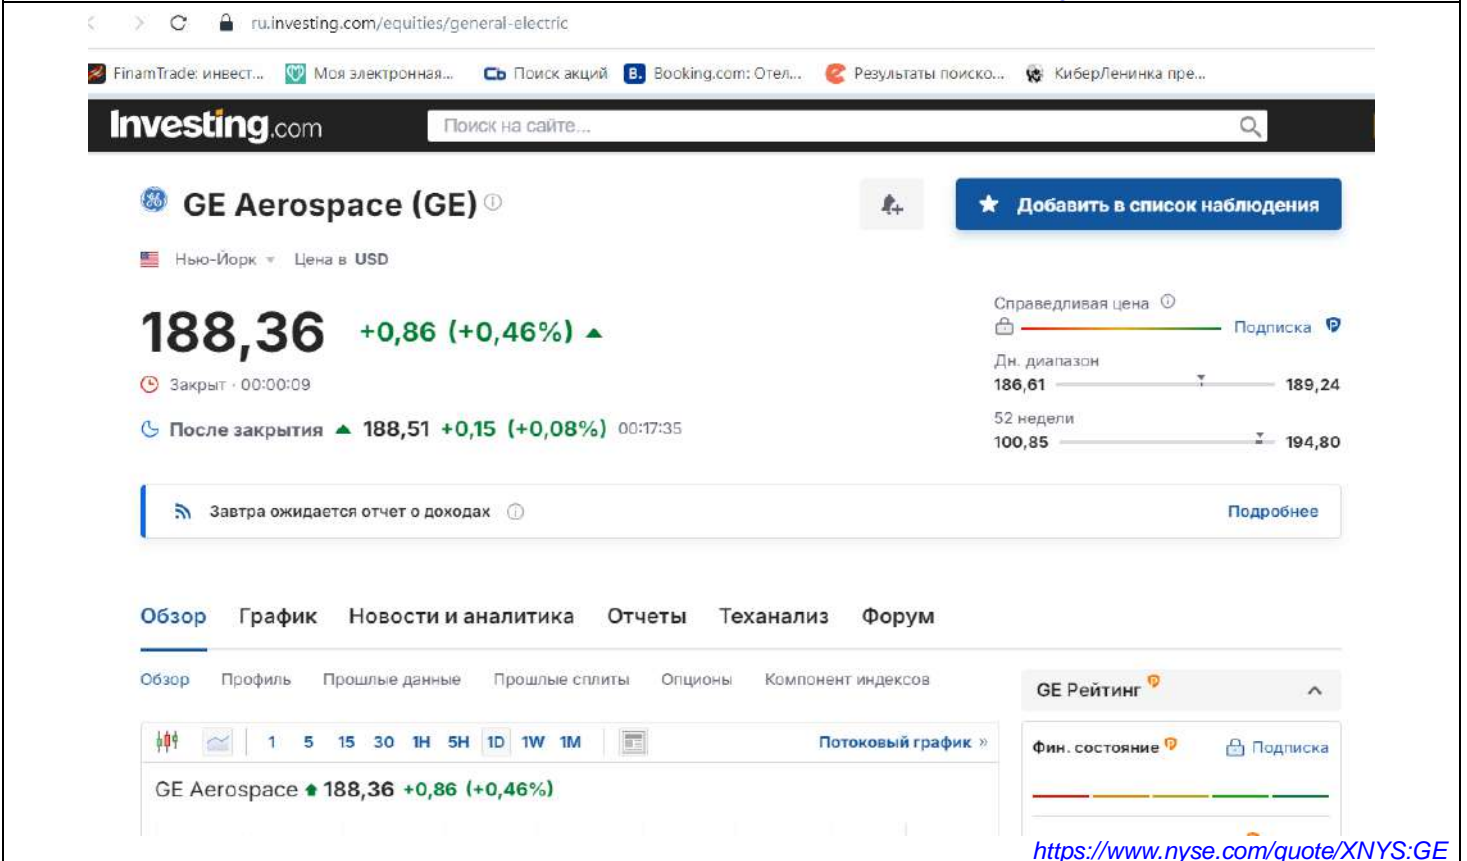 ru.investing.com/equities/general-electric
FinamTrade: инвест... Моя электронная... Сь Поиск акций B. Booking.com: Отел... Результаты поиско... КиберЛенинка пре...
Investing.com Поиск на сайте...
GE Aerospace (GE) Добавить в список наблюдения
Нью-Йорк Цена в USD
Справедливая цена
188,36 +0,86 (+0,46%) Подписка
Дн. диапазон
Закрыт · 00:00:09 186,61 189,24
52 недели
После закрытия 188,51 +0,15 (+0,08%) 00:17:35 100,85 194,80
Завтра ожидается отчет о доходах Подробнее
Обзор График Новости и аналитика Отчеты Теханализ Форум
Обзор Профиль Прошлые данные Прошлые сплиты Опционы Компонент индексов
GE Рейтинг
1 5 15 30 1H 5H 1D 1W 1M Потоковый график »
Фин. состояние Подписка
GE Aerospace 188,36 +0,86 (+0,46%)
https://www.nyse.com/quote/XNYS:GE